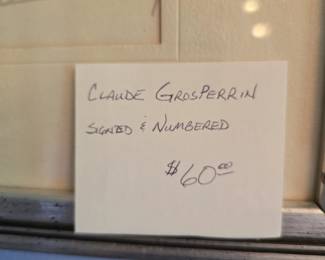 CLAUDE GROSPERRIN
SIGNED & NUMBERED
$60.00